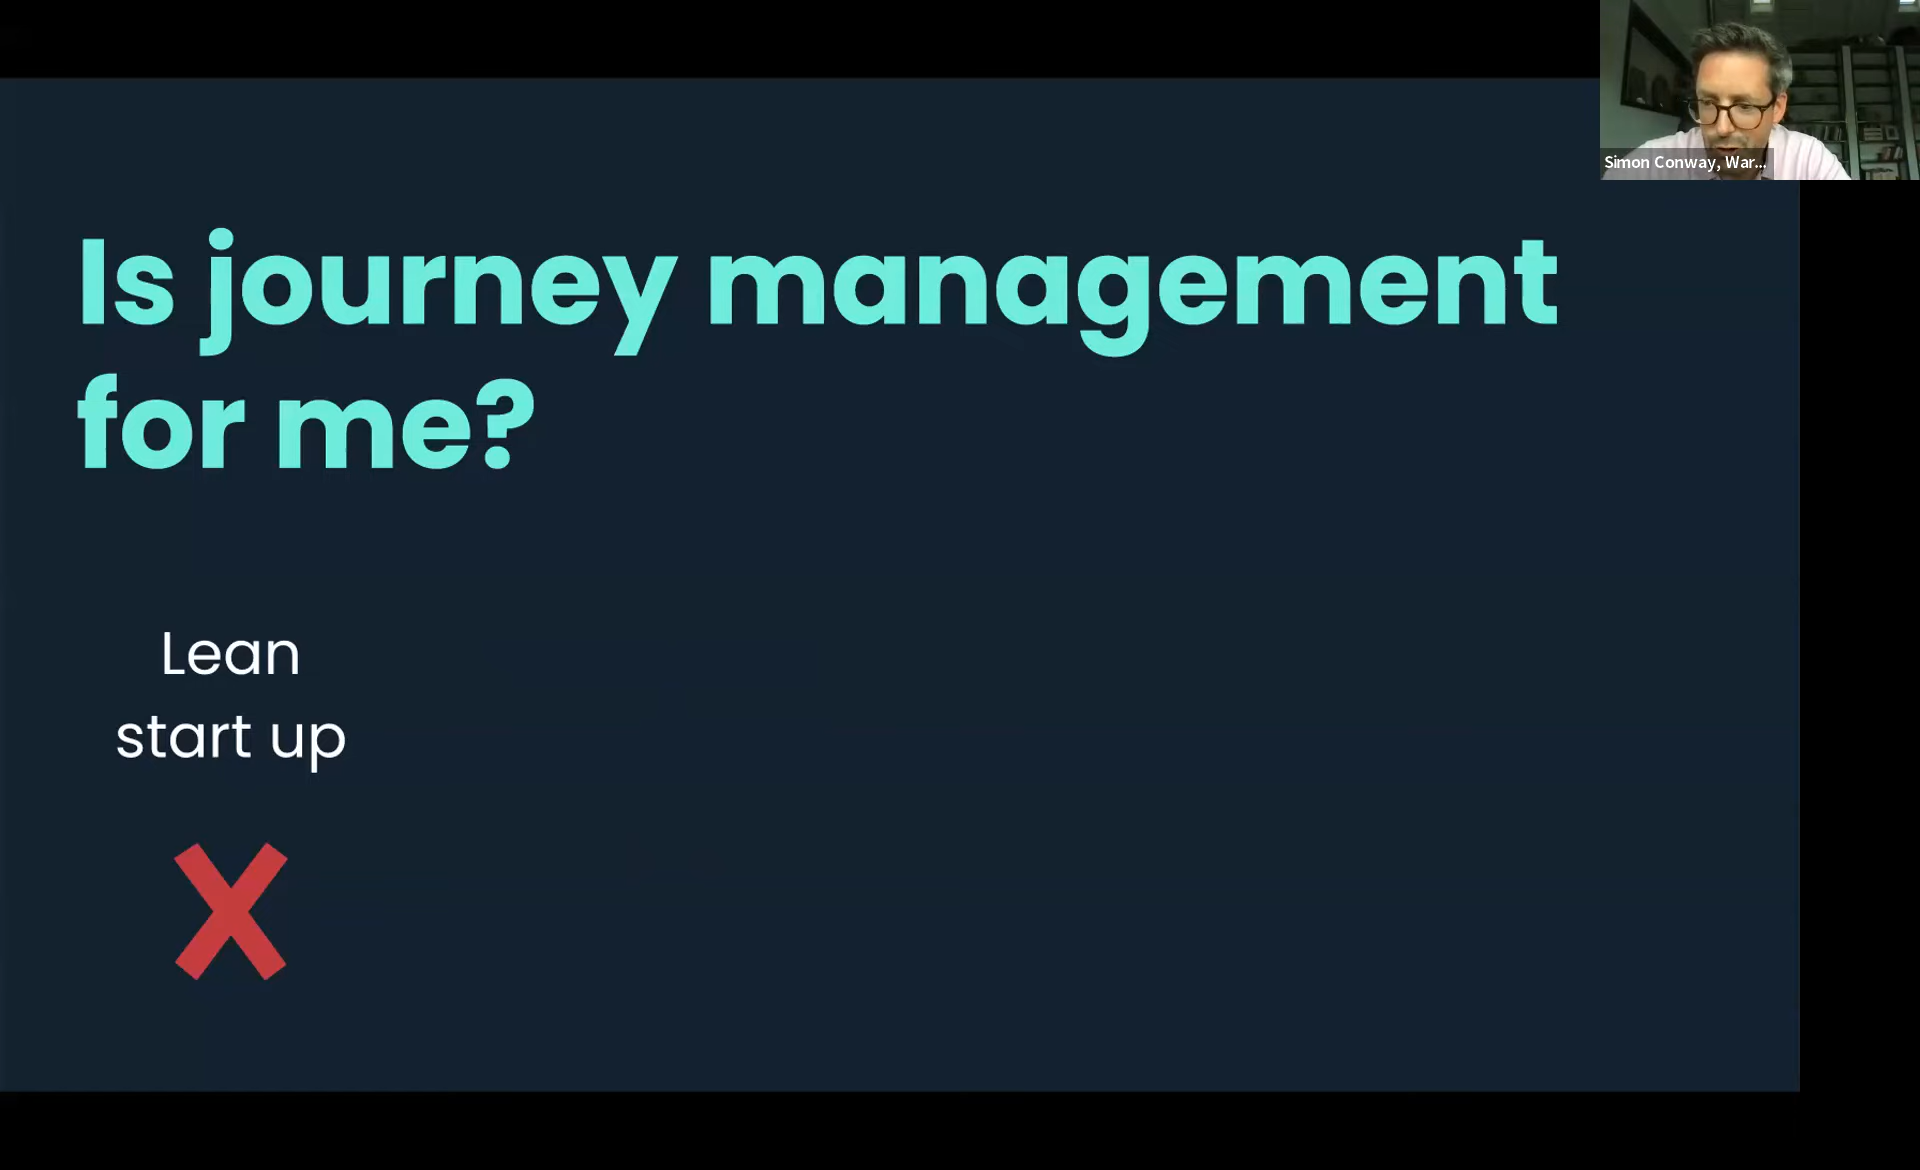 Simon Conway, War...
Is journey management
for me?
Lean
start up
X